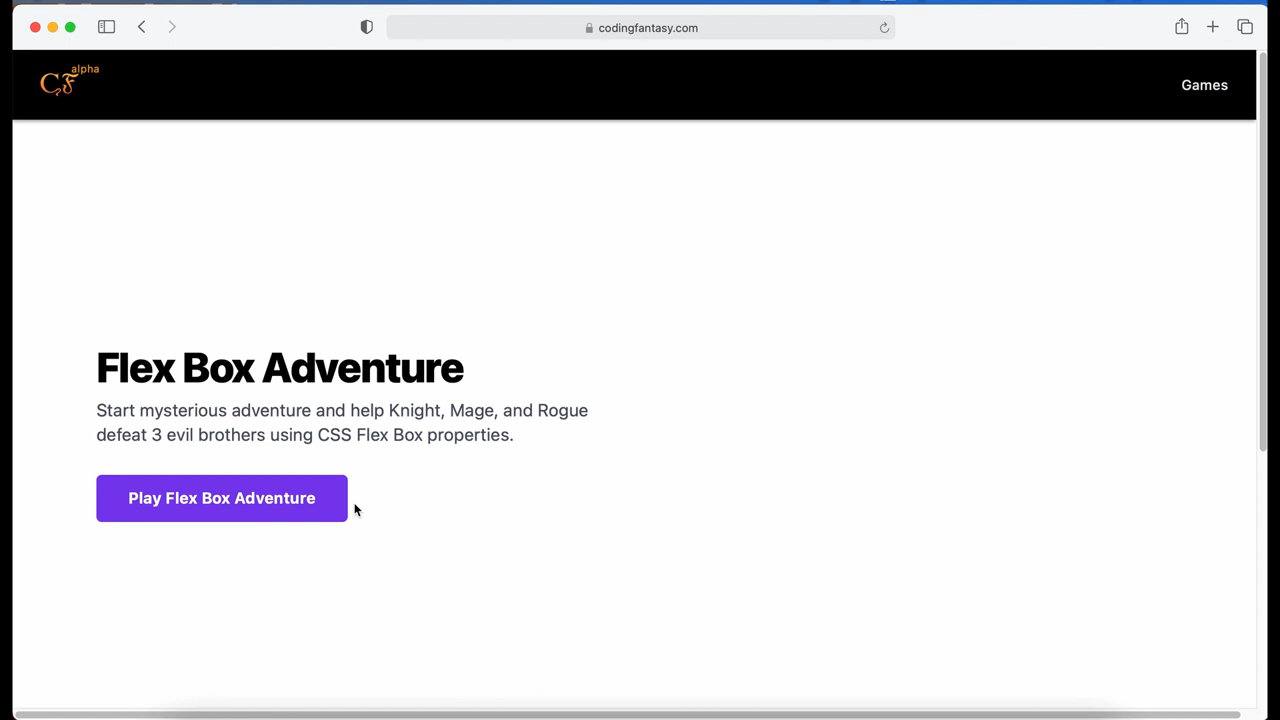 codingfantasy.com
CF alpha
Games
Flex Box Adventure
Start mysterious adventure and help Knight, Mage, and Rogue
defeat 3 evil brothers using CSS Flex Box properties.
Play Flex Box Adventure